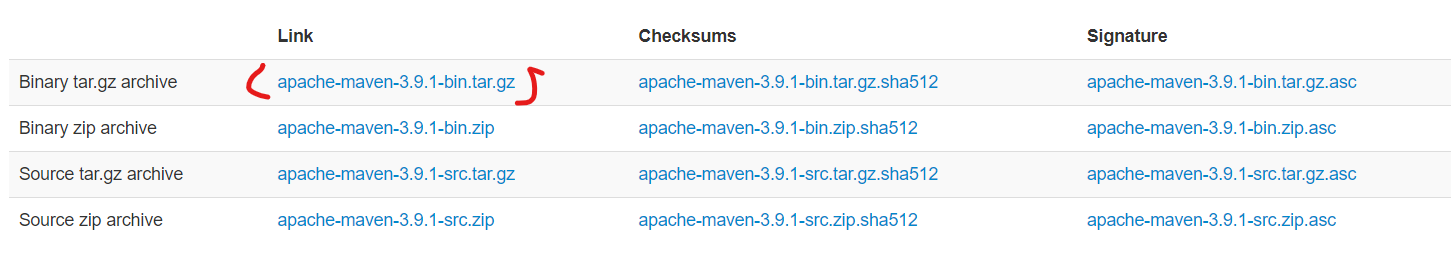 Link Checksums Signature
Binary tar.gz archive apache-maven-3.9.1-bin.tar.gz apache-maven-3.9.1-bin.tar.gz.sha512 apache-maven-3.9.1-bin.tar.gz.asc
Binary zip archive apache-maven-3.9.1-bin.zip apache-maven-3.9.1-bin.zip.sha512 apache-maven-3.9.1-bin.zip.asc
Source tar.gz archive apache-maven-3.9.1-src.tar.gz apache-maven-3.9.1-src.tar.gz.sha512 apache-maven-3.9.1-src.tar.gz.asc
Source zip archive apache-maven-3.9.1-src.zip apache-maven-3.9.1-src.zip.sha512 apache-maven-3.9.1-src.zip.asc